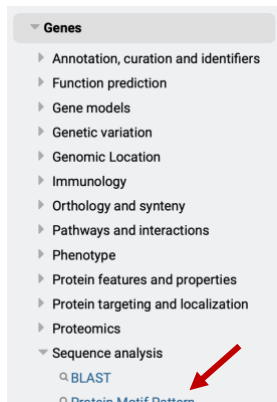 Genes
Annotation, curation and identifiers
Function prediction
Gene models
Genetic variation
Genomic Location
Immunology
Orthology and synteny
Pathways and interactions
Phenotype
Protein features and properties
Protein targeting and localization
Proteomics
Sequence analysis
BLAST
Protein Motif Pattern